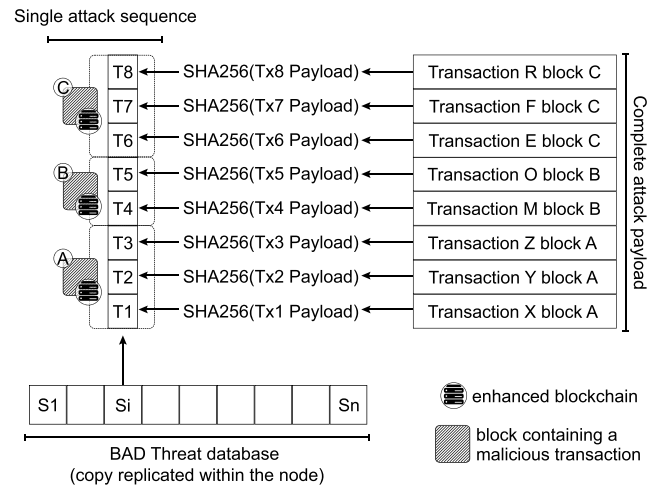 Single attack sequence
C
T8
SHA256(Tx8 Payload)
Transaction R block C
T7
SHA256(Tx7 Payload)
Transaction F block C
T6
SHA256(Tx6 Payload)
Transaction E block C
B
T5
SHA256(Tx5 Payload)
Transaction O block B
T4
SHA256(Tx4 Payload)
Transaction M block B
A
T3
SHA256(Tx3 Payload)
Transaction Z block A
T2
SHA256(Tx2 Payload)
Transaction Y block A
T1
SHA256(Tx1 Payload)
Transaction X block A
Complete attack payload
S1
Si
Sn
BAD Threat database
(copy replicated within the node)
enhanced blockchain
block containing a
malicious transaction